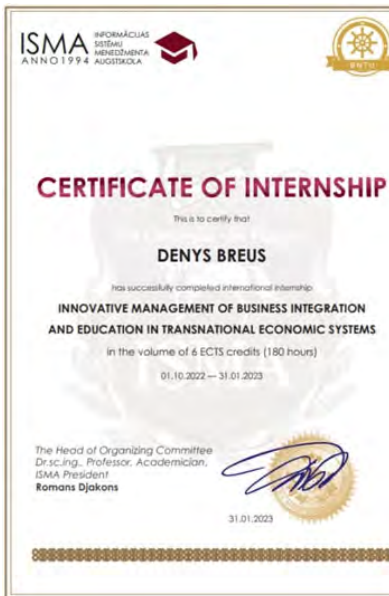 ISMA
ANNO1994
INFORMĀCIJAS
SISTĒMU
MENEDŽMENTA
AUGSTSKOLA
CERTIFICATE OF INTERNSHIP
This is to certify that
DENYS BREUS
has successfully completed international internship
INNOVATIVE MANAGEMENT OF BUSINESS INTEGRATION
AND EDUCATION IN TRANSNATIONAL ECONOMIC SYSTEMS
in the volume of 6 ECTS credits (180 hours)
01.10.2022 — 31.01.2023
The Head of Organizing Committee
Dr.sc.ing., Professor, Academician,
ISMA President
Romans Djakons
31.01.2023